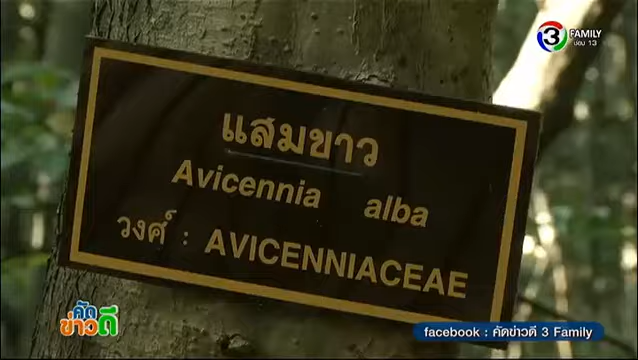 3 FAMILY
ช่อง 13
แสมขาว
Avicennia alba
วงศ์ : AVICENNIACEAE
คัดข่าวดี
facebook : คัดข่าวดี 3 Family